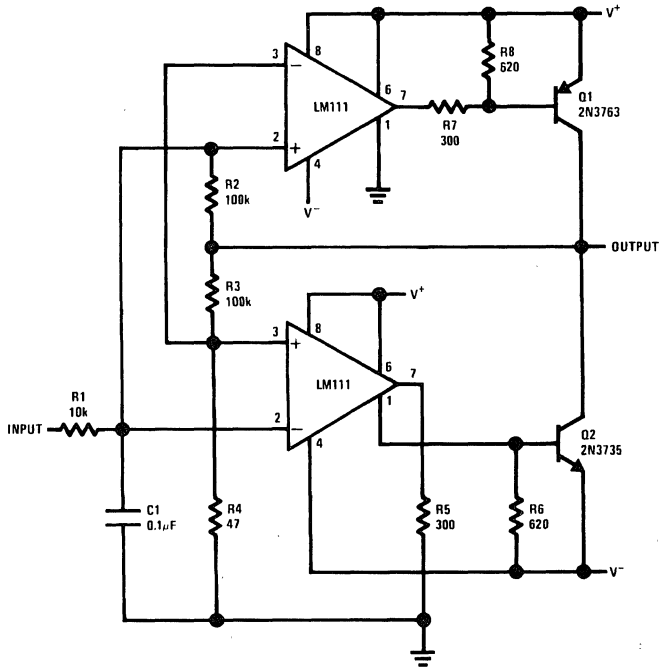 V+
8
3
−
6
7
LM111
1
2
+
4
V−
R8
620
R7
300
Q1
2N3763
R2
100k
OUTPUT
R3
100k
V+
8
3
+
6
7
LM111
1
2
−
4
R1
10k
INPUT
Q2
2N3735
C1
0.1µF
R4
47
R5
300
R6
620
V−